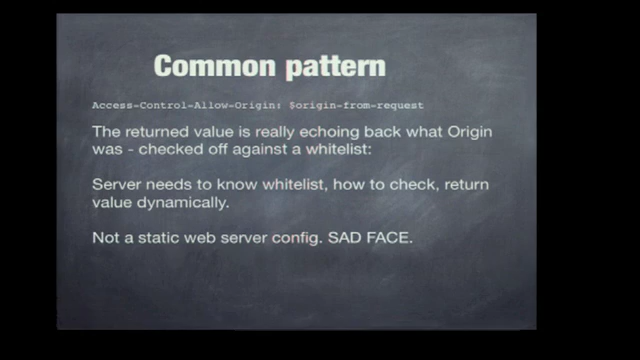 Common pattern
Access-Control-Allow-Origin: $origin-from-request
The returned value is really echoing back what Origin
was - checked off against a whitelist:
Server needs to know whitelist, how to check, return
value dynamically.
Not a static web server config. SAD FACE.